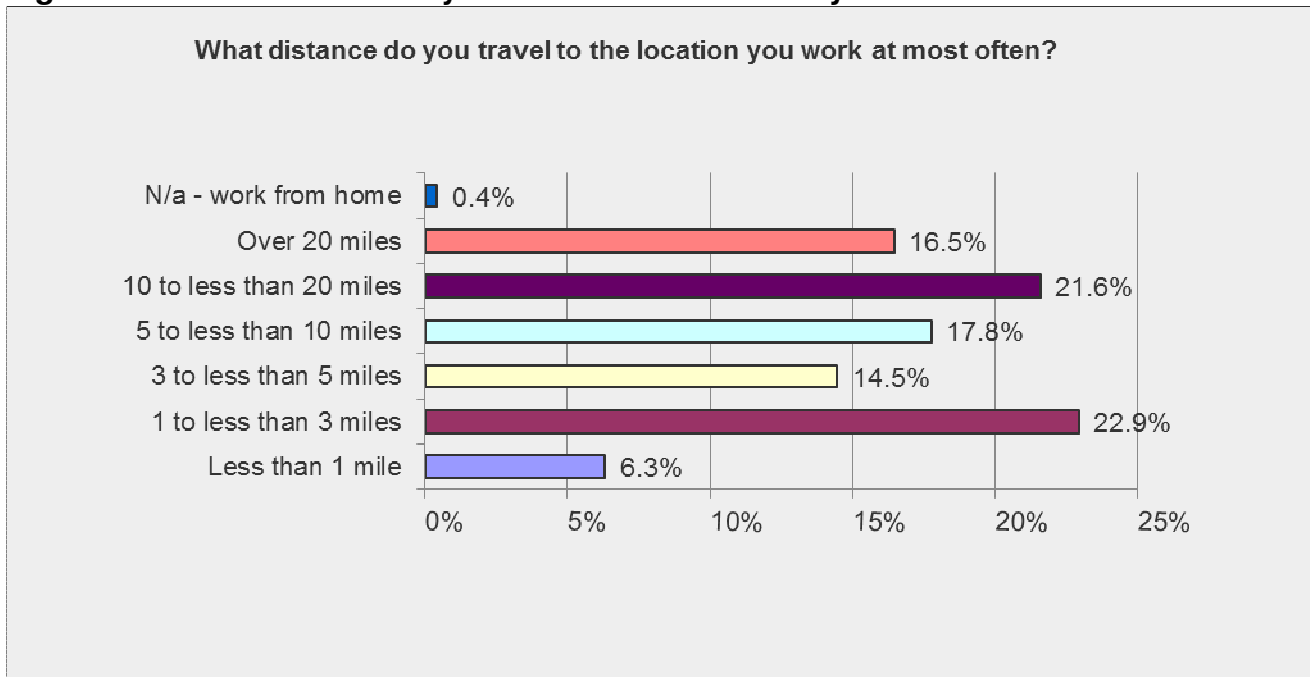 What distance do you travel to the location you work at most often?
N/a - work from home 0.4%
Over 20 miles 16.5%
10 to less than 20 miles 21.6%
5 to less than 10 miles 17.8%
3 to less than 5 miles 14.5%
1 to less than 3 miles 22.9%
Less than 1 mile 6.3%
0% 5% 10% 15% 20% 25%